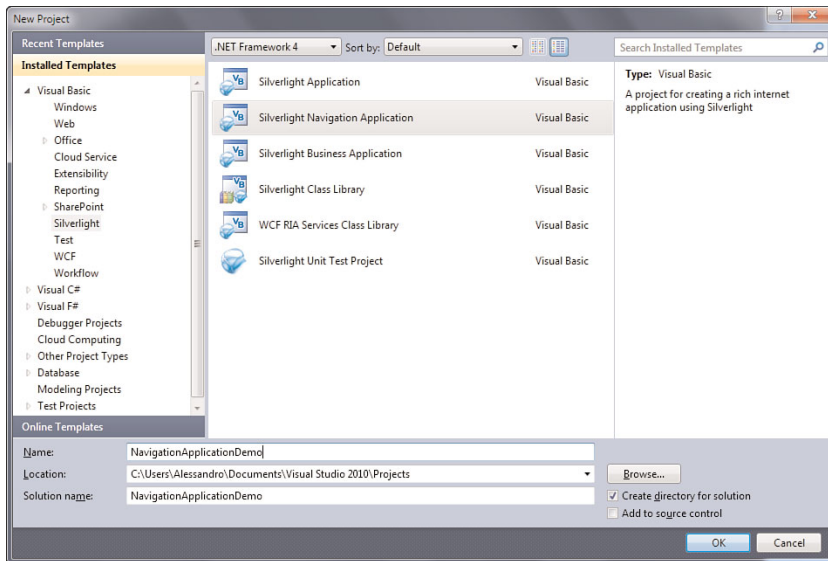 New Project
Recent Templates
Installed Templates
Visual Basic
Windows
Web
Office
Cloud Service
Extensibility
Reporting
SharePoint
Silverlight
Test
WCF
Workflow
Visual C#
Visual F#
Debugger Projects
Cloud Computing
Other Project Types
Database
Modeling Projects
Test Projects
Online Templates
.NET Framework 4
Sort by: Default
Silverlight Application Visual Basic
Silverlight Navigation Application Visual Basic
Silverlight Business Application Visual Basic
Silverlight Class Library Visual Basic
WCF RIA Services Class Library Visual Basic
Silverlight Unit Test Project Visual Basic
Search Installed Templates
Type: Visual Basic
A project for creating a rich internet
application using Silverlight
Name: NavigationApplicationDemo
Location: C:\Users\Alessandro\Documents\Visual Studio 2010\Projects
Browse...
Solution name: NavigationApplicationDemo
Create directory for solution
Add to source control
OK Cancel